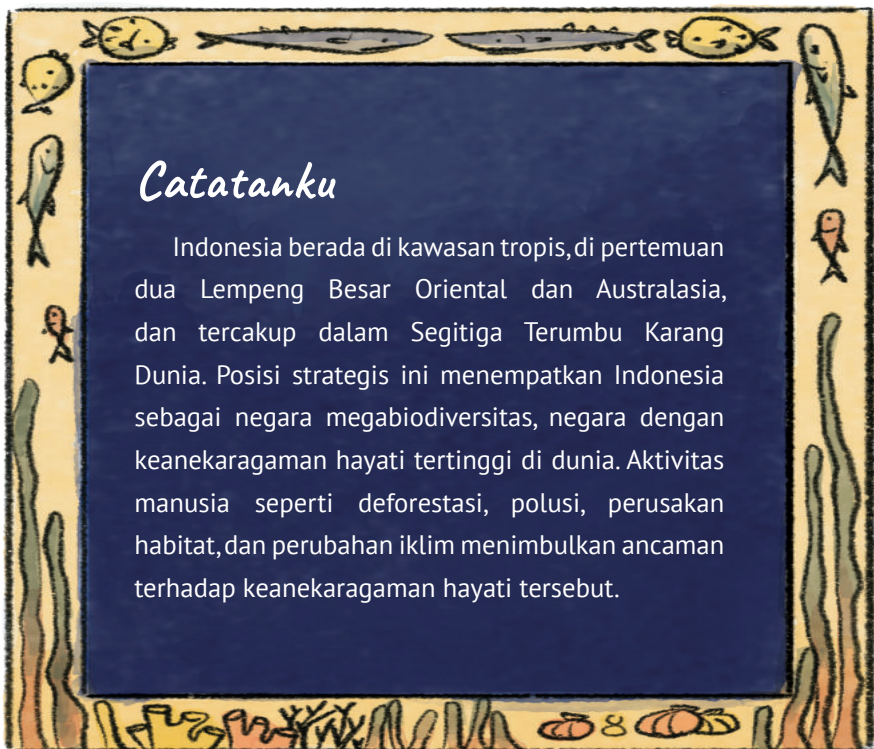 Catatanku
Indonesia berada di kawasan tropis, di pertemuan
dua Lempeng Besar Oriental dan Australasia,
dan tercakup dalam Segitiga Terumbu Karang
Dunia. Posisi strategis ini menempatkan Indonesia
sebagai negara megabiodiversitas, negara dengan
keanekaragaman hayati tertinggi di dunia. Aktivitas
manusia seperti deforestasi, polusi, perusakan
habitat, dan perubahan iklim menimbulkan ancaman
terhadap keanekaragaman hayati tersebut.